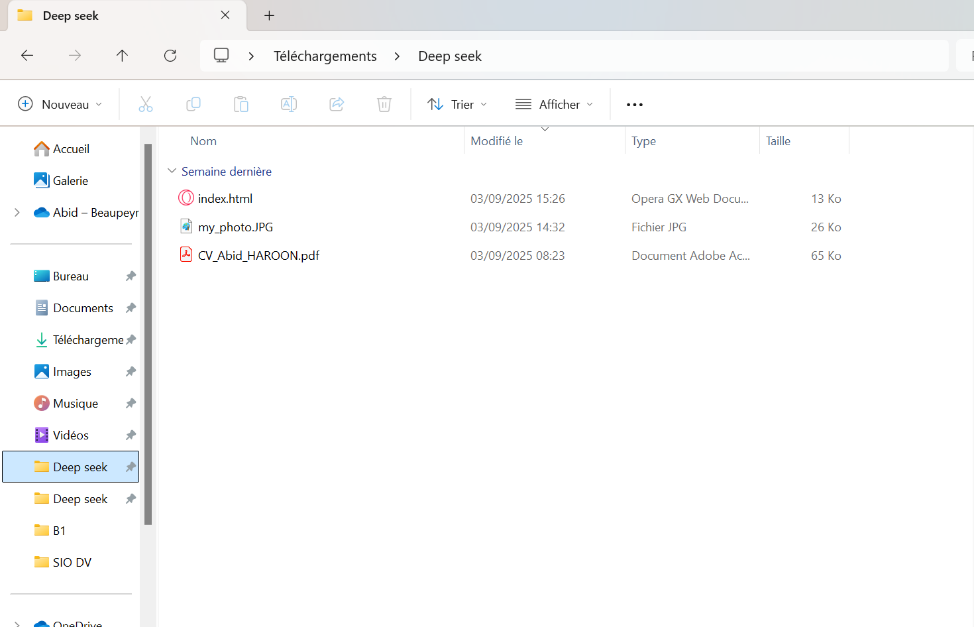 Deep seek
Téléchargements > Deep seek
Nouveau
Trier
Afficher
Accueil
Galerie
Abid – Beaupeyr
Bureau
Documents
Téléchargeme
Images
Musique
Vidéos
Deep seek
Deep seek
B1
SIO DV
OneDrive
Nom Modifié le Type Taille
Semaine dernière
index.html 03/09/2025 15:26 Opera GX Web Docu... 13 Ko
my_photo.JPG 03/09/2025 14:32 Fichier JPG 26 Ko
CV_Abid_HAROON.pdf 03/09/2025 08:23 Document Adobe Ac... 65 Ko